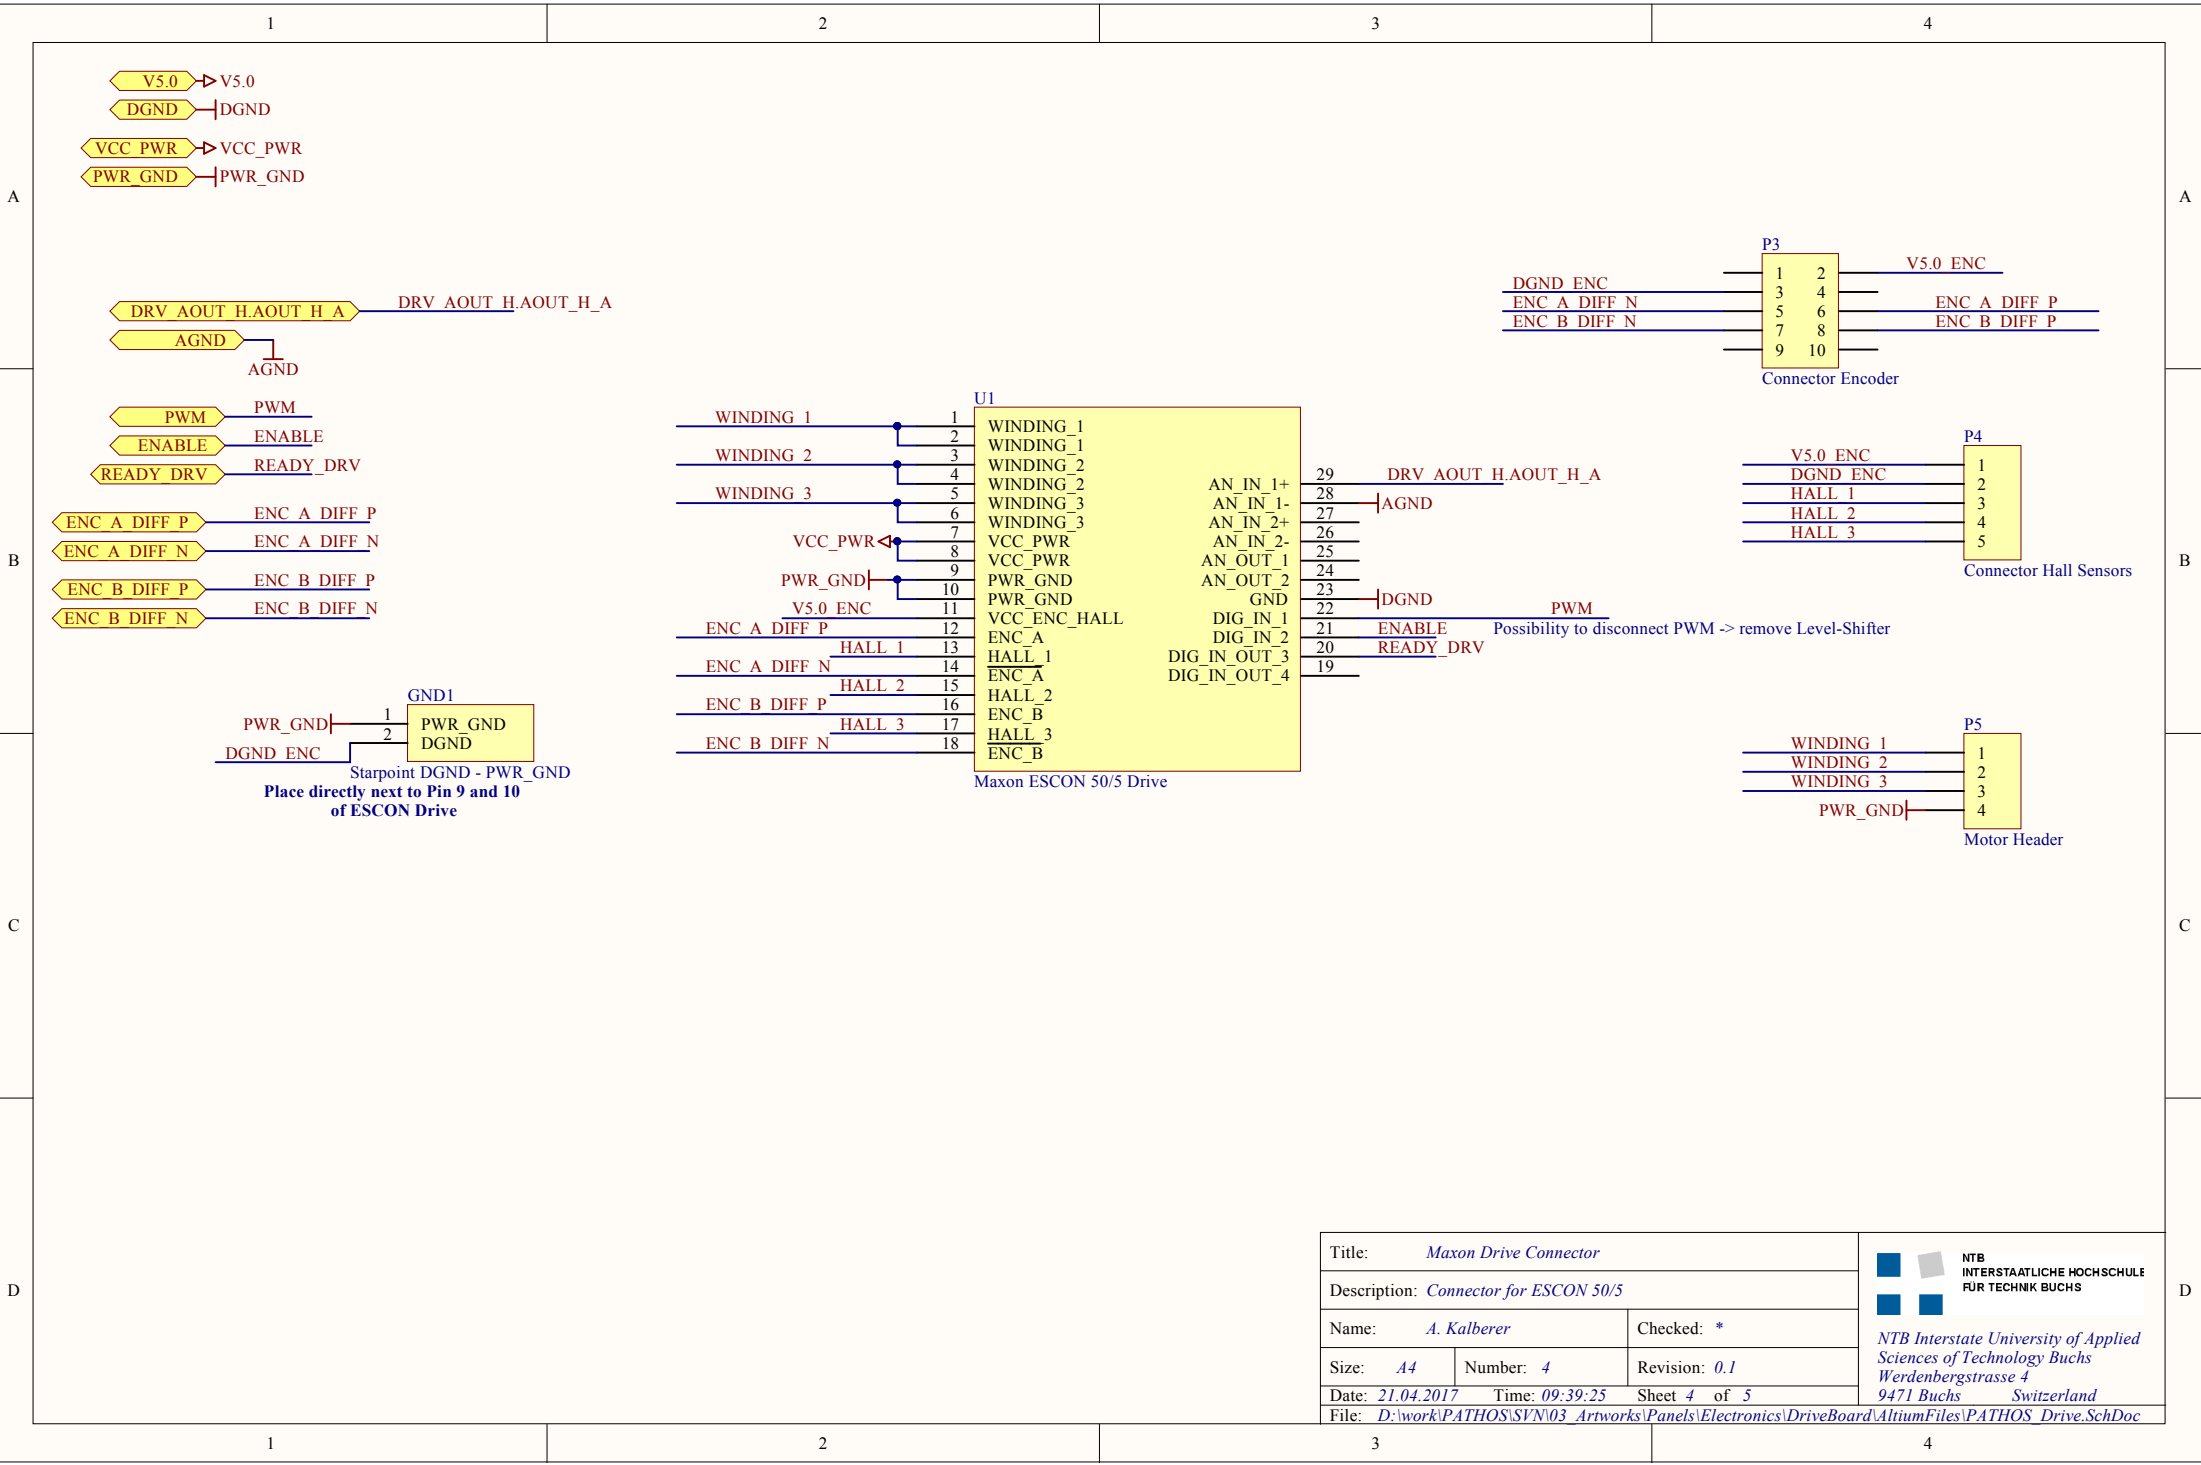 1 2 3 4
A A
B B
C C
D D
V5.0 V5.0
DGND DGND
VCC_PWR VCC_PWR
PWR_GND PWR_GND
DRV_AOUT_H.AOUT_H_A DRV_AOUT_H.AOUT_H_A
AGND
AGND
PWM PWM
ENABLE ENABLE
READY_DRV READY_DRV
ENC_A_DIFF_P ENC_A_DIFF_P
ENC_A_DIFF_N ENC_A_DIFF_N
ENC_B_DIFF_P ENC_B_DIFF_P
ENC_B_DIFF_N ENC_B_DIFF_N
GND1
PWR_GND 1 PWR_GND
DGND_ENC 2 DGND
Starpoint DGND - PWR_GND
Place directly next to Pin 9 and 10
of ESCON Drive
U1
WINDING_1 1 WINDING_1
2 WINDING_1
WINDING_2 3 WINDING_2
4 WINDING_2
WINDING_3 5 WINDING_3
6 WINDING_3
VCC_PWR 7 VCC_PWR
8 VCC_PWR
PWR_GND 9 PWR_GND
10 PWR_GND
V5.0_ENC 11 VCC_ENC_HALL
ENC_A_DIFF_P 12 ENC_A
HALL_1 13 HALL_1
ENC_A_DIFF_N 14 ENC_A
HALL_2 15 HALL_2
ENC_B_DIFF_P 16 ENC_B
HALL_3 17 HALL_3
ENC_B_DIFF_N 18 ENC_B
AN_IN_1+ 29 DRV_AOUT_H.AOUT_H_A
AN_IN_1- 28 AGND
AN_IN_2+ 27
AN_IN_2- 26
AN_OUT_1 25
AN_OUT_2 24
GND 23 DGND
DIG_IN_1 22 PWM
DIG_IN_2 21 ENABLE Possibility to disconnect PWM -> remove Level-Shifter
DIG_IN_OUT_3 20 READY_DRV
DIG_IN_OUT_4 19
Maxon ESCON 50/5 Drive
P3
1 2 V5.0_ENC
DGND_ENC 3 4
ENC_A_DIFF_N 5 6 ENC_A_DIFF_P
ENC_B_DIFF_N 7 8 ENC_B_DIFF_P
9 10
Connector Encoder
P4
V5.0_ENC 1
DGND_ENC 2
HALL_1 3
HALL_2 4
HALL_3 5
Connector Hall Sensors
P5
WINDING_1 1
WINDING_2 2
WINDING_3 3
PWR_GND 4
Motor Header
Title: Maxon Drive Connector
Description: Connector for ESCON 50/5
Name: A. Kalberer Checked: *
Size: A4 Number: 4 Revision: 0.1
Date: 21.04.2017 Time: 09:39:25 Sheet 4 of 5
File: D:\work\PATHOS\SVN\03_Artworks\Panels\Electronics\DriveBoard\AltiumFiles\PATHOS_Drive.SchDoc
NTB
INTERSTAATLICHE HOCHSCHULE
FÜR TECHNIK BUCHS
NTB Interstate University of Applied
Sciences of Technology Buchs
Werdenbergstrasse 4
9471 Buchs Switzerland
1 2 3 4